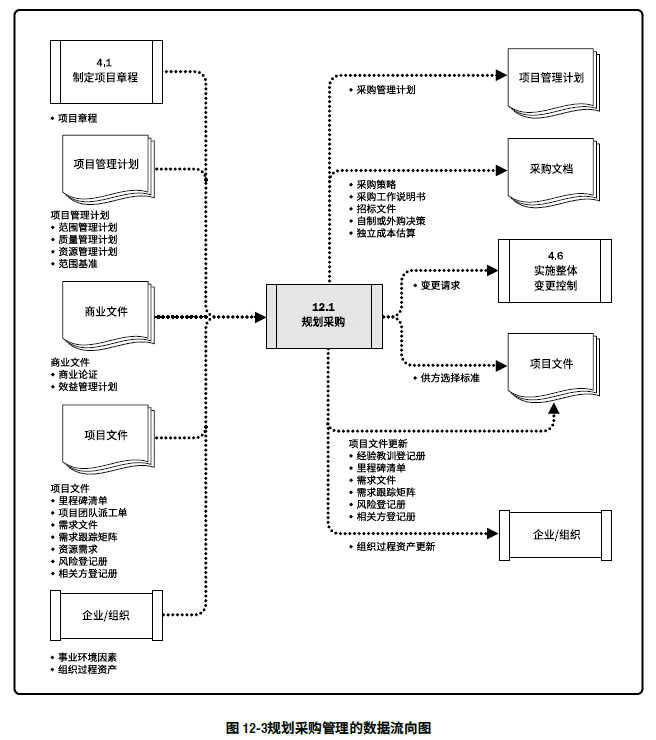 4.1
制定项目章程
• 项目章程
项目管理计划
项目管理计划
• 范围管理计划
• 质量管理计划
• 资源管理计划
• 范围基准
商业文件
商业文件
• 商业论证
• 效益管理计划
项目文件
项目文件
• 里程碑清单
• 项目团队派工单
• 需求文件
• 需求跟踪矩阵
• 资源需求
• 风险登记册
• 相关方登记册
企业/组织
• 事业环境因素
• 组织过程资产
12.1
规划采购
• 采购管理计划
项目管理计划
• 采购策略
• 采购工作说明书
• 招标文件
• 自制或外购决策
• 独立成本估算
采购文档
• 变更请求
4.6
实施整体
变更控制
• 供方选择标准
项目文件
项目文件更新
• 经验教训登记册
• 里程碑清单
• 需求文件
• 需求跟踪矩阵
• 风险登记册
• 相关方登记册
• 组织过程资产更新
企业/组织
图 12-3规划采购管理的数据流向图